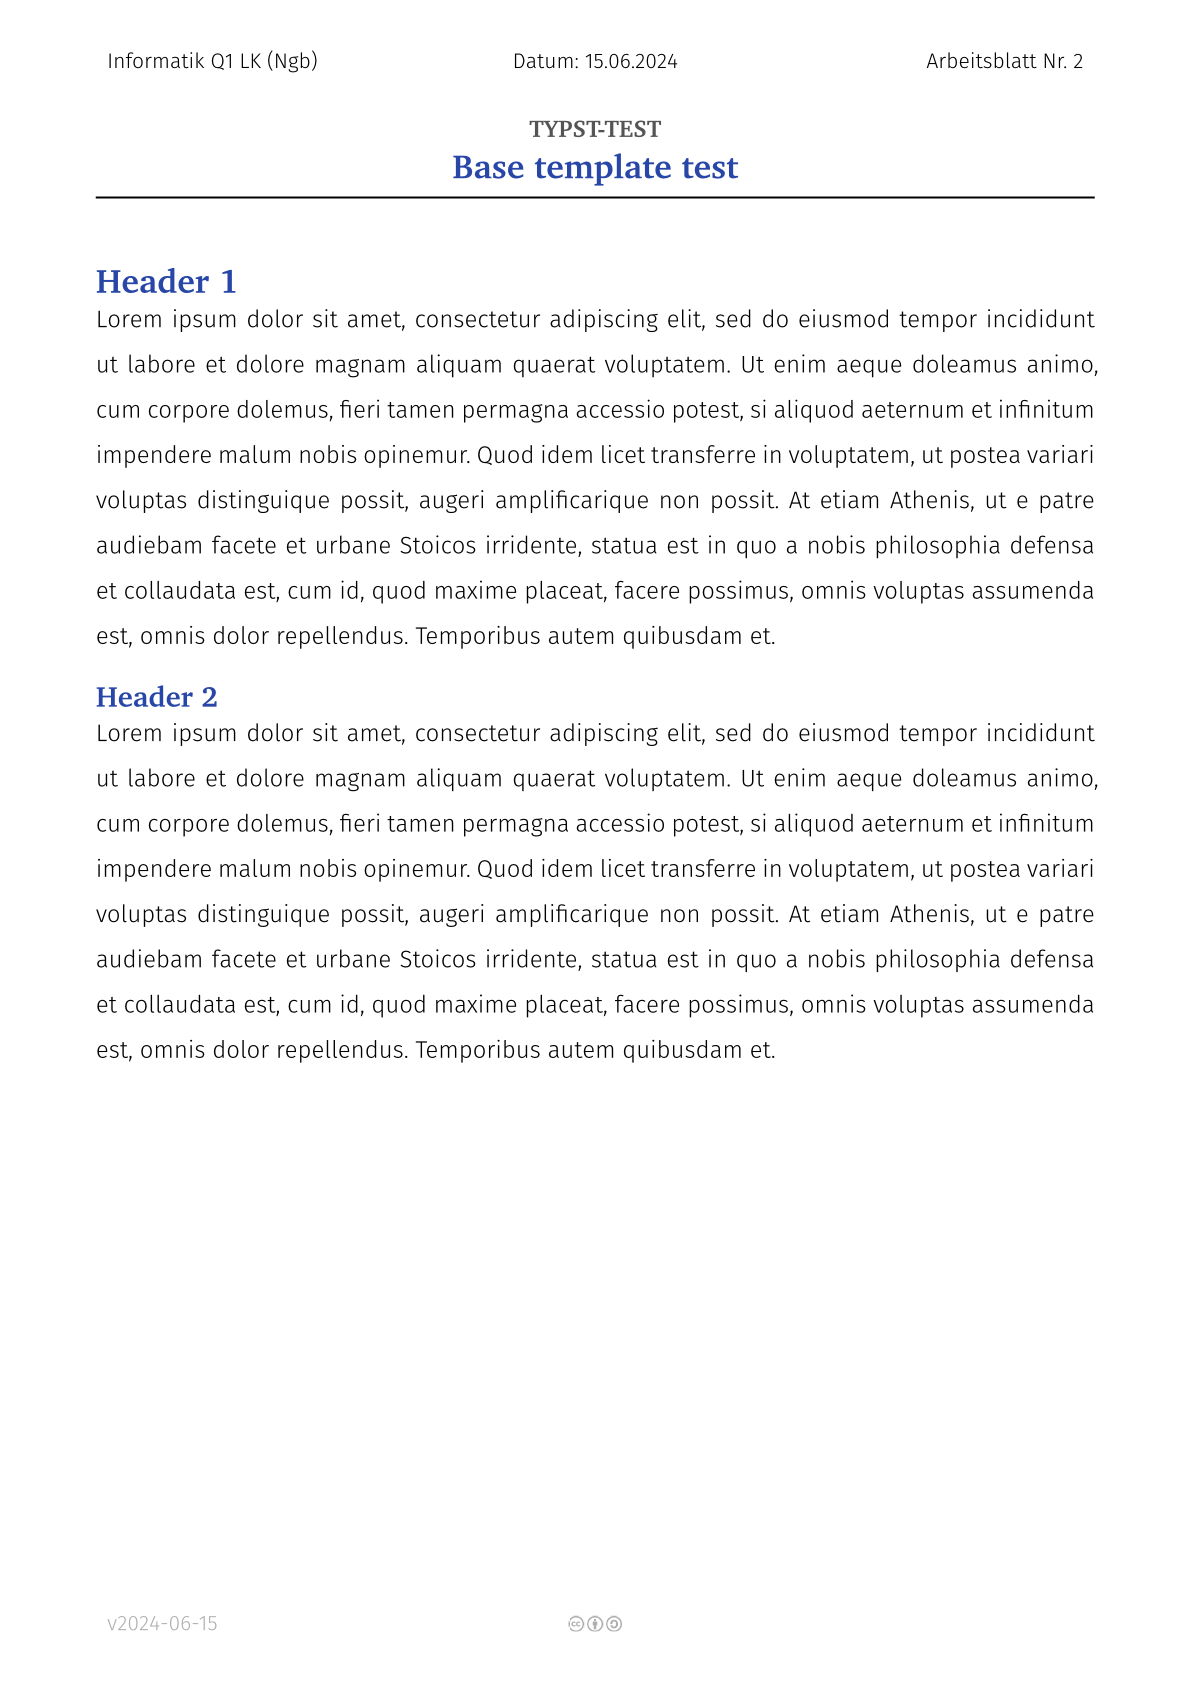 Informatik Q1 LK (Ngb) Datum: 15.06.2024 Arbeitsblatt Nr. 2
TYPST-TEST
Base template test
Header 1
Lorem ipsum dolor sit amet, consectetur adipiscing elit, sed do eiusmod tempor incididunt
ut labore et dolore magnam aliquam quaerat voluptatem. Ut enim aeque doleamus animo,
cum corpore dolemus, fieri tamen permagna accessio potest, si aliquod aeternum et infinitum
impendere malum nobis opinemur. Quod idem licet transferre in voluptatem, ut postea variari
voluptas distinguique possit, augeri amplificarique non possit. At etiam Athenis, ut e patre
audiebam facete et urbane Stoicos irridente, statua est in quo a nobis philosophia defensa
et collaudata est, cum id, quod maxime placeat, facere possimus, omnis voluptas assumenda
est, omnis dolor repellendus. Temporibus autem quibusdam et.
Header 2
Lorem ipsum dolor sit amet, consectetur adipiscing elit, sed do eiusmod tempor incididunt
ut labore et dolore magnam aliquam quaerat voluptatem. Ut enim aeque doleamus animo,
cum corpore dolemus, fieri tamen permagna accessio potest, si aliquod aeternum et infinitum
impendere malum nobis opinemur. Quod idem licet transferre in voluptatem, ut postea variari
voluptas distinguique possit, augeri amplificarique non possit. At etiam Athenis, ut e patre
audiebam facete et urbane Stoicos irridente, statua est in quo a nobis philosophia defensa
et collaudata est, cum id, quod maxime placeat, facere possimus, omnis voluptas assumenda
est, omnis dolor repellendus. Temporibus autem quibusdam et.
v2024-06-15